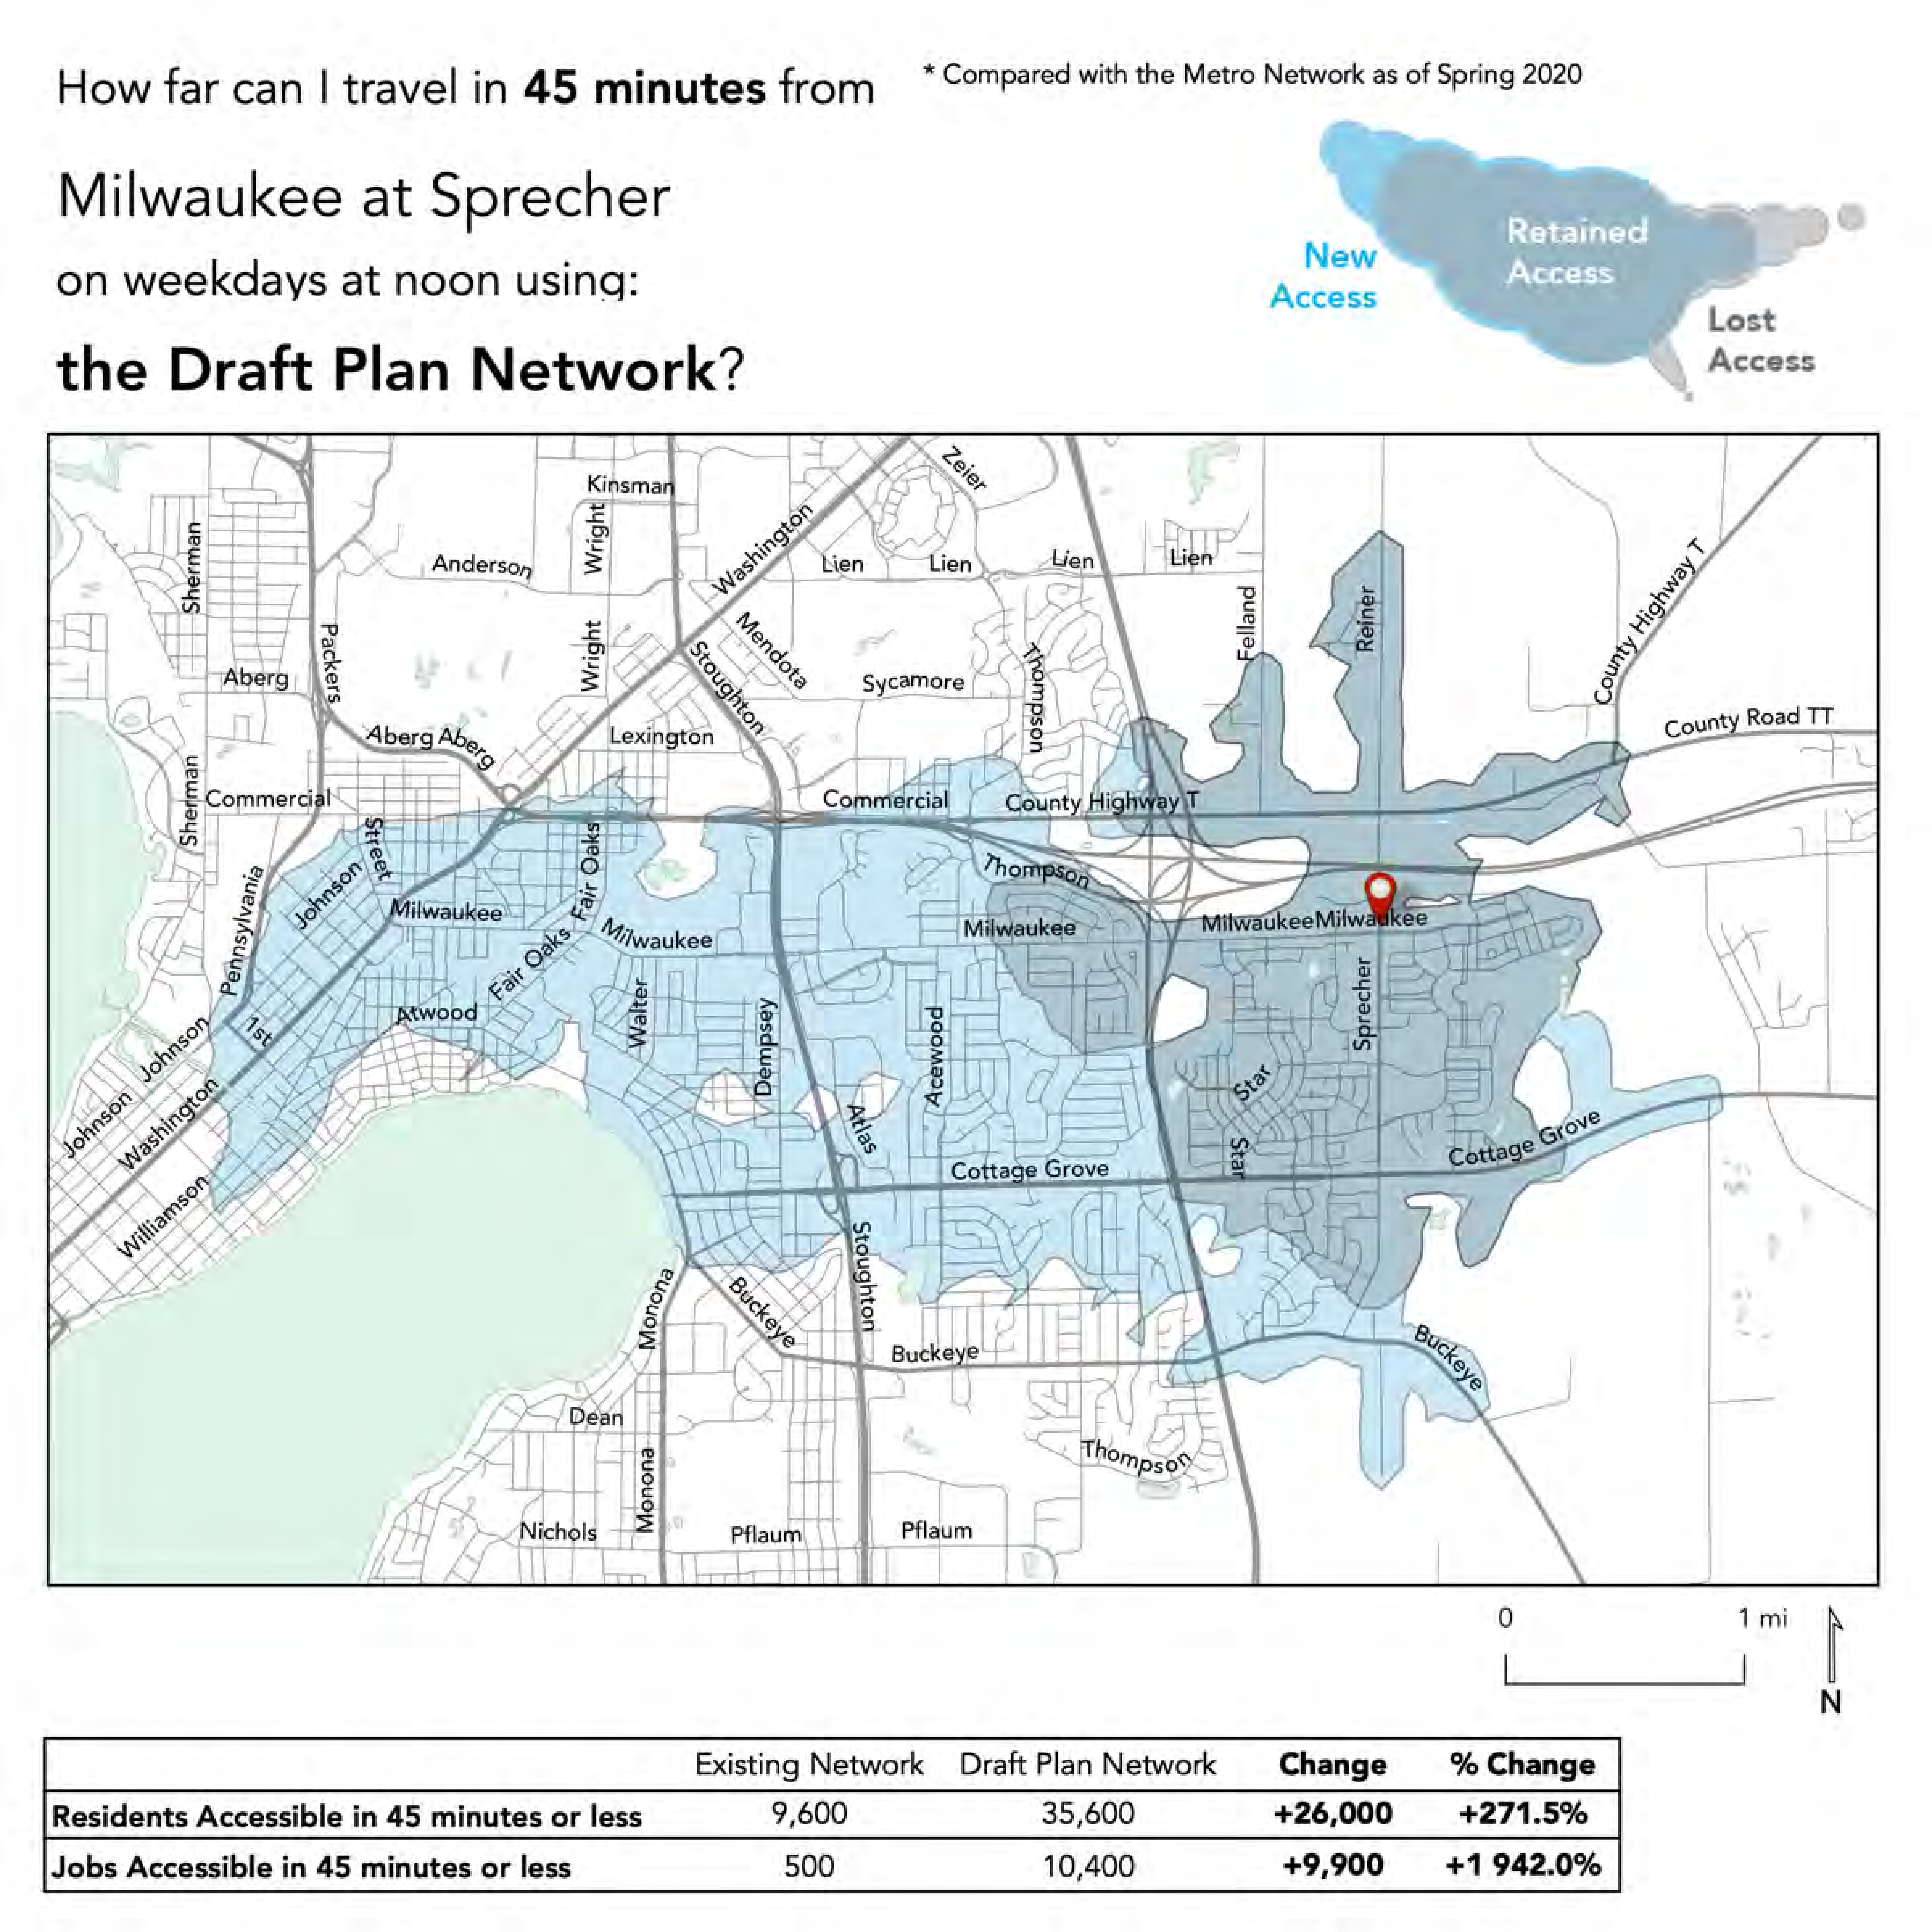 How far can I travel in 45 minutes from
* Compared with the Metro Network as of Spring 2020
Milwaukee at Sprecher
on weekdays at noon using:
the Draft Plan Network?
New
Access
Retained
Access
Lost
Access
Zeier
Kinsman
Wright
Washington
Sherman
Anderson
Lien
Lien
Lien
Lien
County Highway T
Felland
Reiner
Packers
Wright
Mendota
Stoughton
Thompson
Aberg
Sycamore
County Road TT
Aberg
Aberg
Lexington
Sherman
Commercial
Commercial
County Highway T
Street
Fair Oaks
Thompson
Johnson
Pennsylvania
Milwaukee
Milwaukee
Milwaukee
Milwaukee
Milwaukee
Fair Oaks
Walter
Sprecher
Atwood
1st
Dempsey
Acewood
Johnson
Johnson
Washington
Star
Atlas
Star
Cottage Grove
Cottage Grove
Williamson
Stoughton
Monona
Buckeye
Buckeye
Buckeye
Dean
Thompson
Monona
Nichols
Pflaum
Pflaum
0
1 mi
N
Existing Network Draft Plan Network Change % Change
Residents Accessible in 45 minutes or less 9,600 35,600 +26,000 +271.5%
Jobs Accessible in 45 minutes or less 500 10,400 +9,900 +1 942.0%